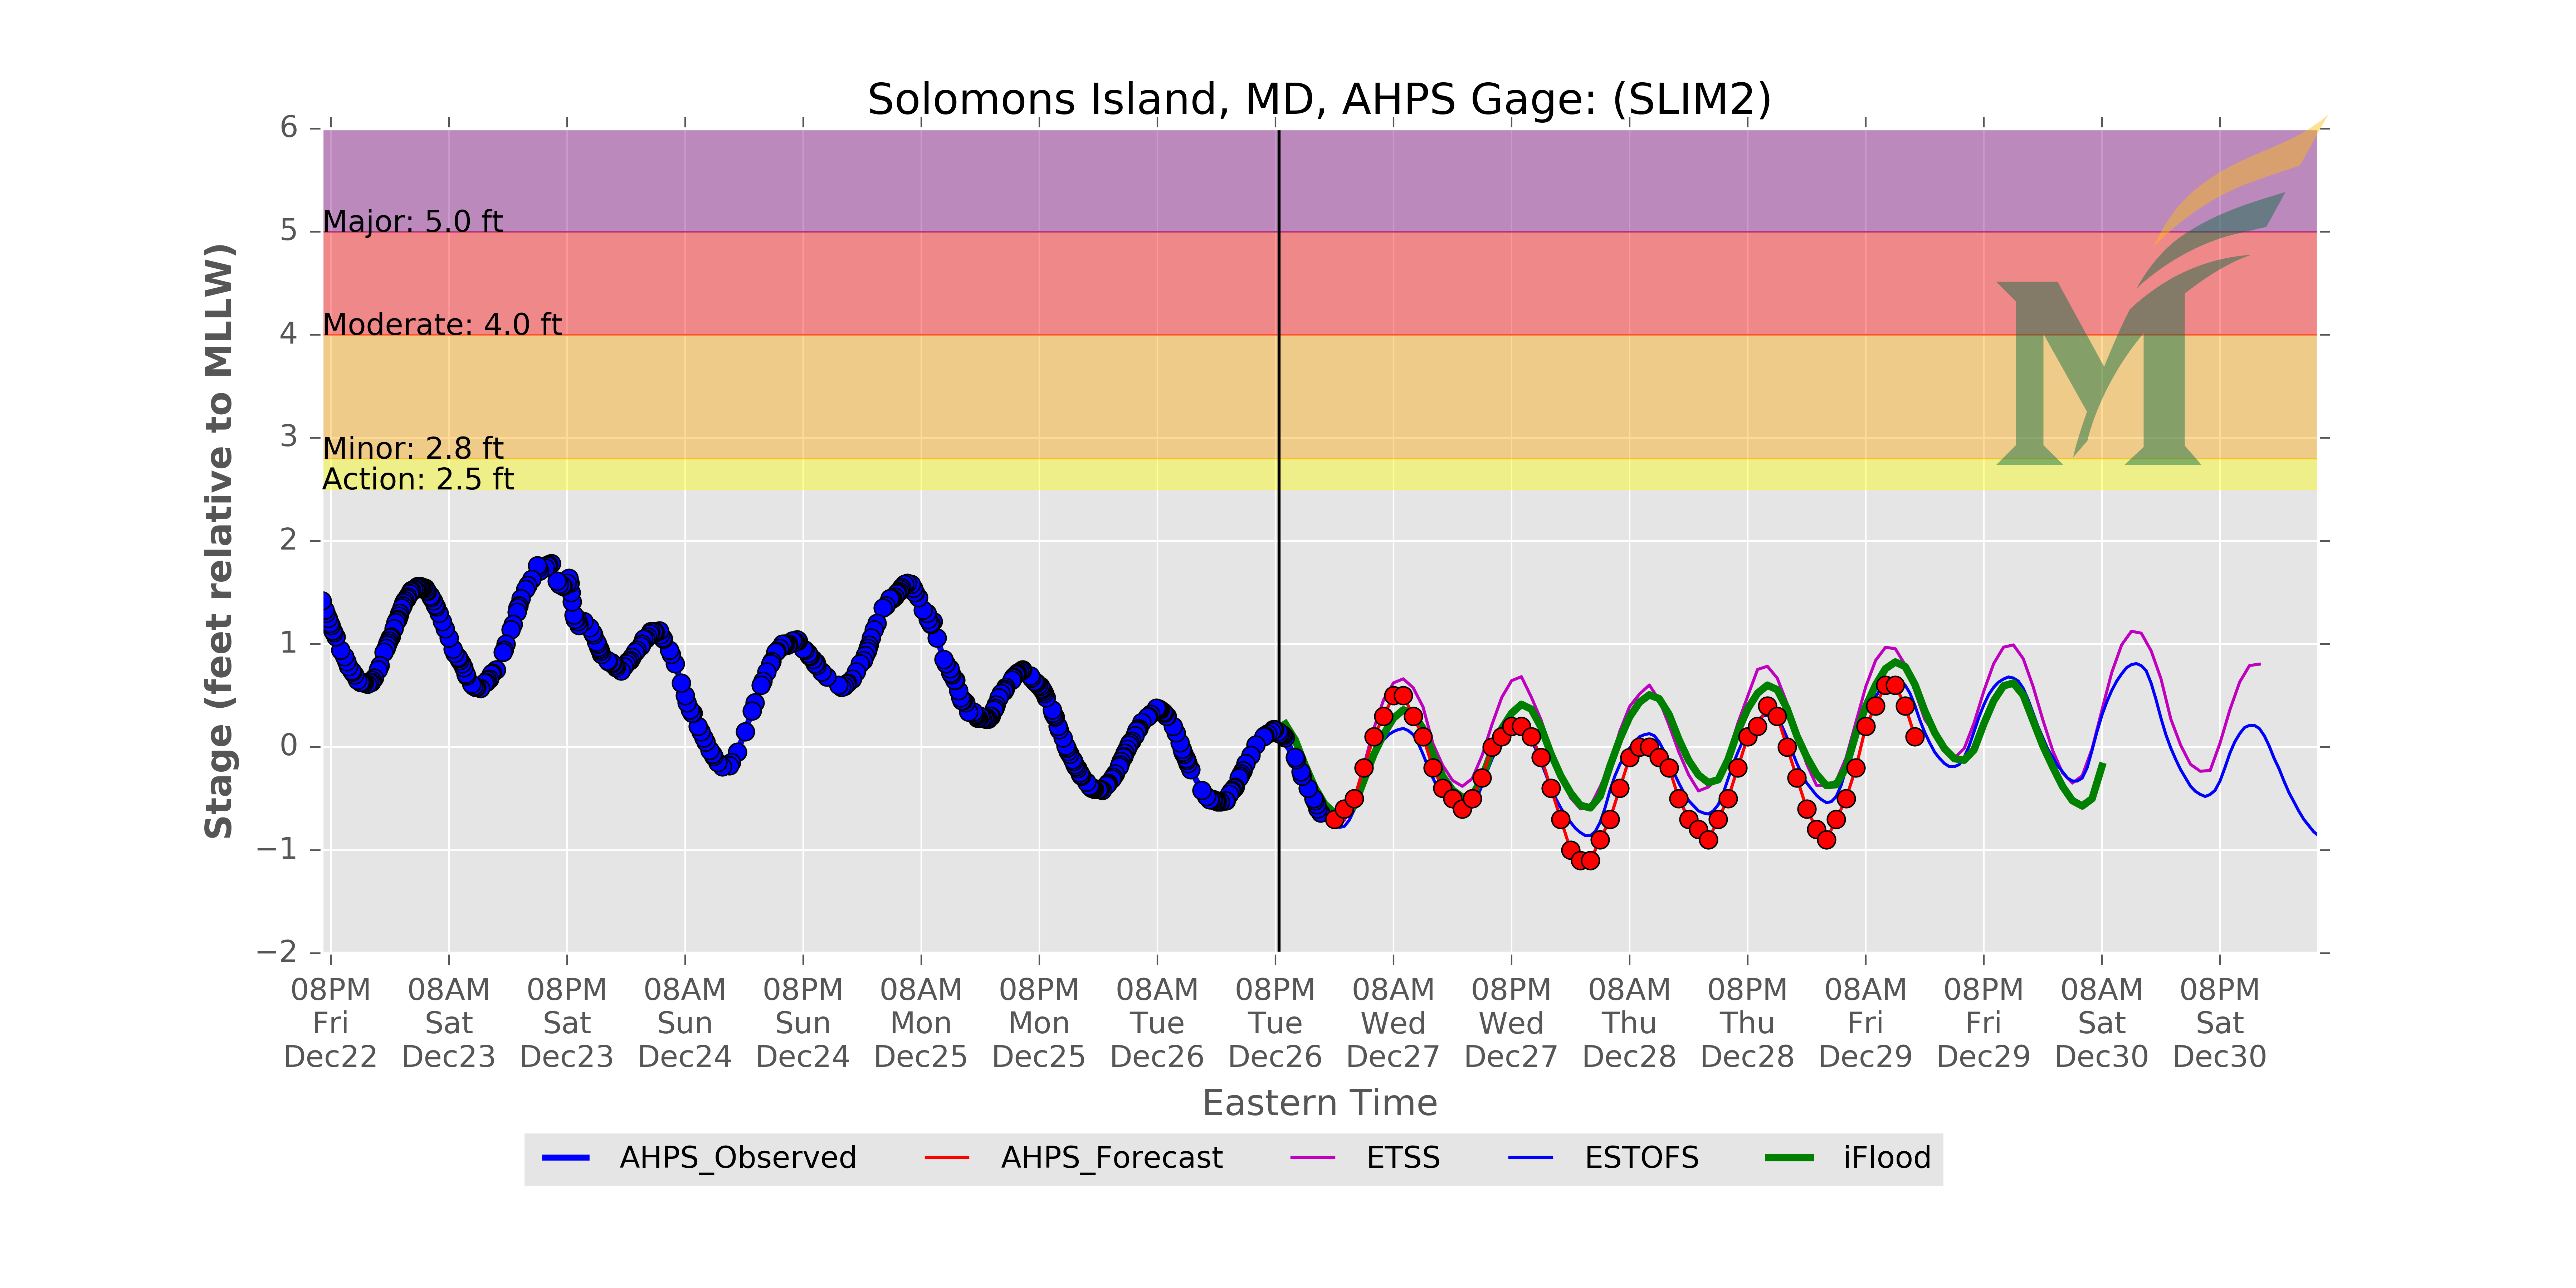 Solomons Island, MD, AHPS Gage: (SLIM2)
Stage (feet relative to MLLW)
6
5
4
3
2
1
0
−1
−2
Major: 5.0 ft
Moderate: 4.0 ft
Minor: 2.8 ft
Action: 2.5 ft
M
08PM 08AM 08PM 08AM 08PM 08AM 08PM 08AM 08PM 08AM 08PM 08AM 08PM 08AM 08PM 08AM 08PM
Fri Sat Sat Sun Sun Mon Mon Tue Tue Wed Wed Thu Thu Fri Fri Sat Sat
Dec22 Dec23 Dec23 Dec24 Dec24 Dec25 Dec25 Dec26 Dec26 Dec27 Dec27 Dec28 Dec28 Dec29 Dec29 Dec30 Dec30
Eastern Time
AHPS_Observed AHPS_Forecast ETSS ESTOFS iFlood